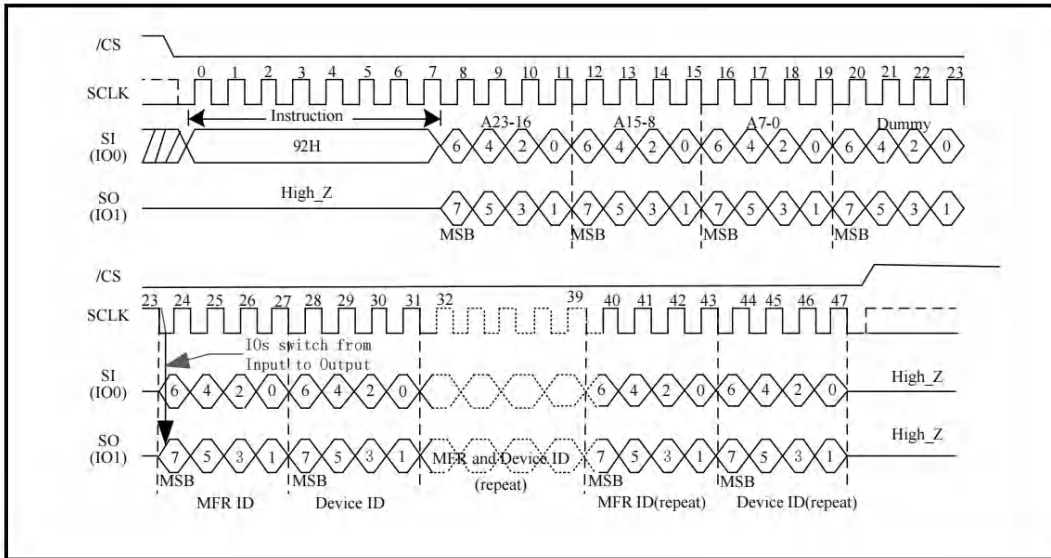 /CS
0 1 2 3 4 5 6 7 8 9 10 11 12 13 14 15 16 17 18 19 20 21 22 23
SCLK
Instruction A23-16 A15-8 A7-0 Dummy
SI
(IO0)
92H 6 4 2 0 6 4 2 0 6 4 2 0 6 4 2 0
SO
(IO1)
High_Z 7 5 3 1 7 5 3 1 7 5 3 1 7 5 3 1
MSB MSB MSB MSB
/CS
23 24 25 26 27 28 29 30 31 32 39 40 41 42 43 44 45 46 47
SCLK
IOs switch from
Input to Output
SI
(IO0)
6 4 2 0 6 4 2 0 6 4 2 0 6 4 2 0 High_Z
SO
(IO1)
7 5 3 1 7 5 3 1 MFR and Device ID 7 5 3 1 7 5 3 1 High_Z
(repeat)
MSB MSB MSB MSB
MFR ID Device ID MFR ID(repeat) Device ID(repeat)